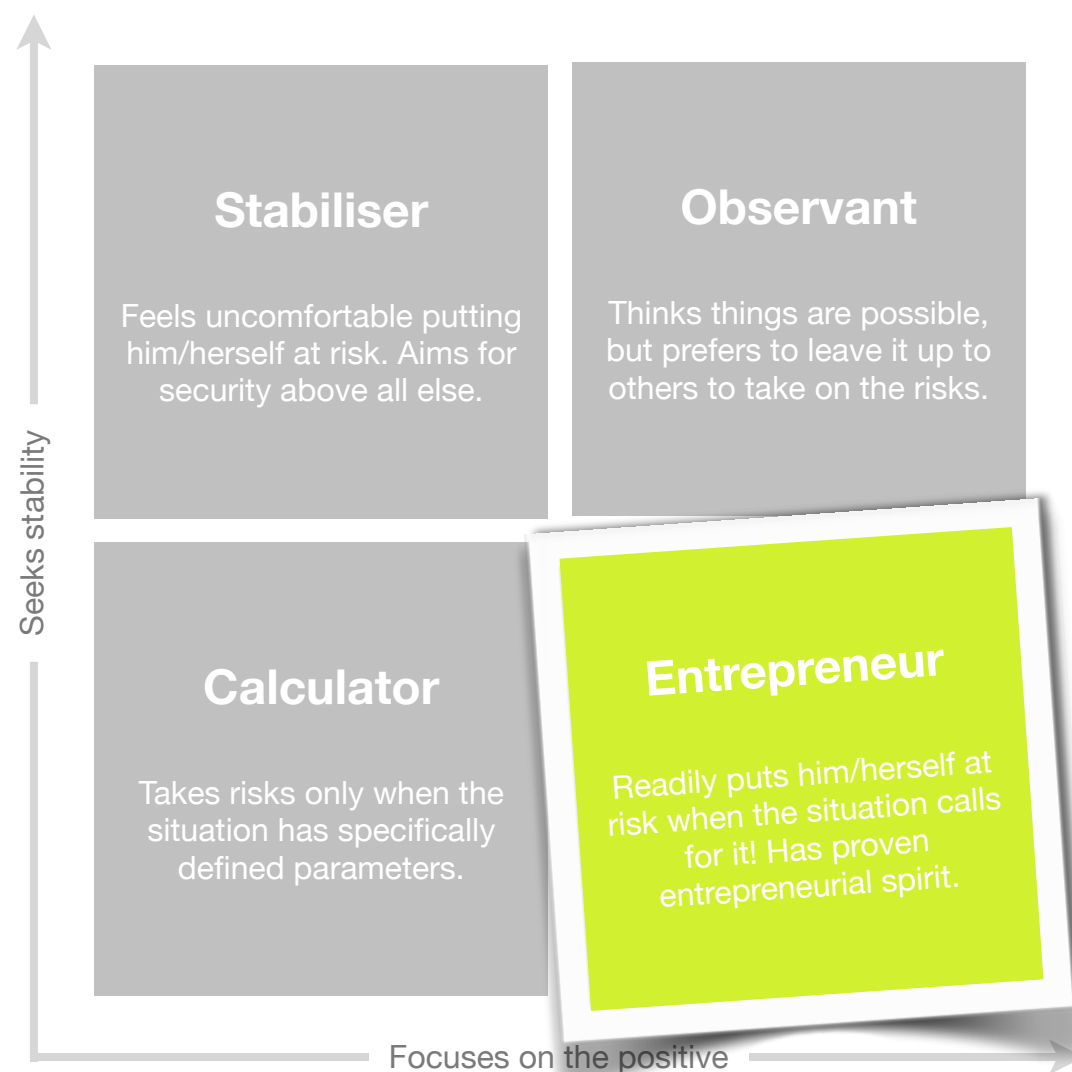 Stabiliser
Feels uncomfortable putting
him/herself at risk. Aims for
security above all else.
Observant
Thinks things are possible,
but prefers to leave it up to
others to take on the risks.
Seeks stability
Calculator
Takes risks only when the
situation has specifically
defined parameters.
Entrepreneur
Readily puts him/herself at
risk when the situation calls
for it! Has proven
entrepreneurial spirit.
Focuses on the positive